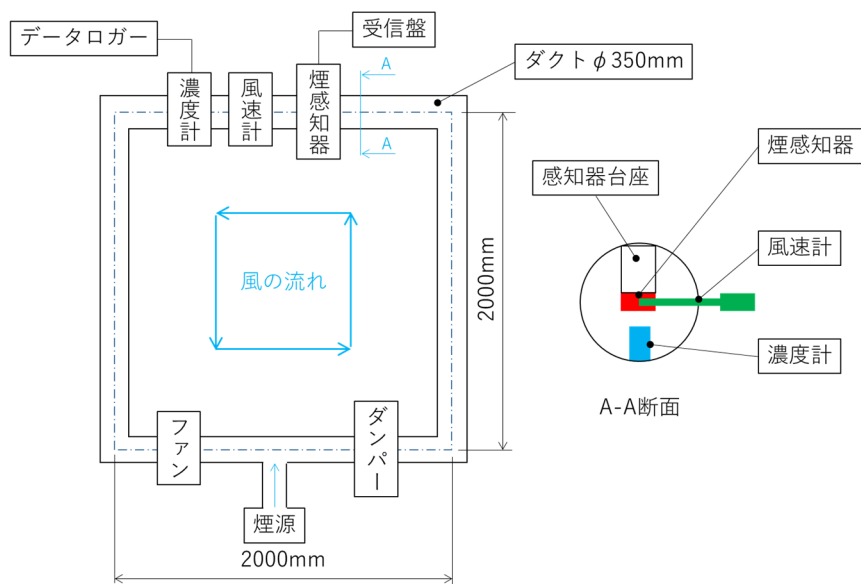 データロガー
受信盤
濃度計
風速計
煙感知器
A
A
ダクトφ350mm
風の流れ
2000mm
ファン
煙源
ダンパー
2000mm
感知器台座
煙感知器
風速計
濃度計
A-A断面